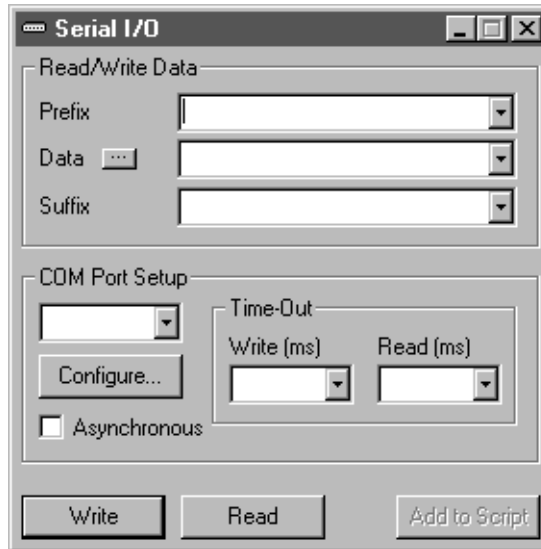 Serial I/O
Read/Write Data
Prefix
Data ...
Suffix
COM Port Setup
Time-Out
Write (ms) Read (ms)
Configure...
Asynchronous
Write Read Add to Script